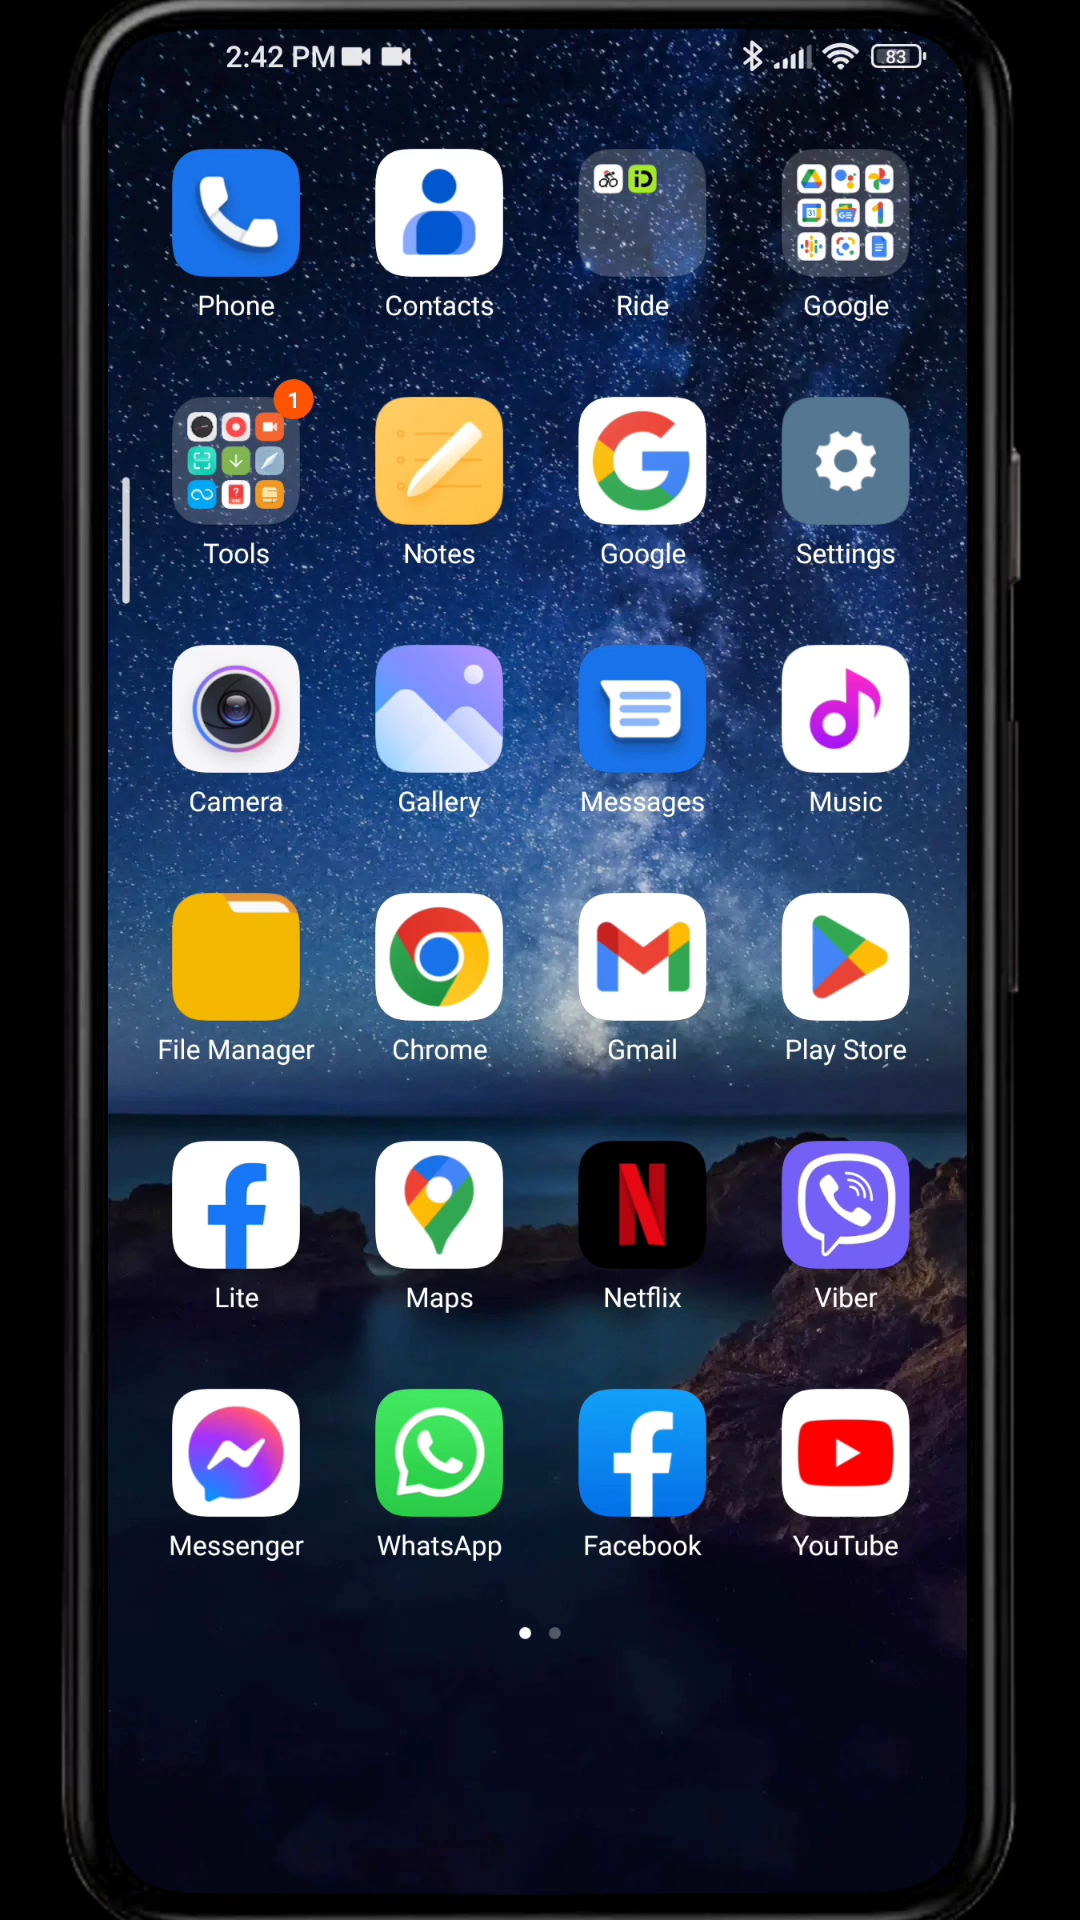 2:42 PM 83
Phone Contacts Ride Google
1
Tools Notes Google Settings
Camera Gallery Messages Music
File Manager Chrome Gmail Play Store
Lite Maps Netflix Viber
Messenger WhatsApp Facebook YouTube